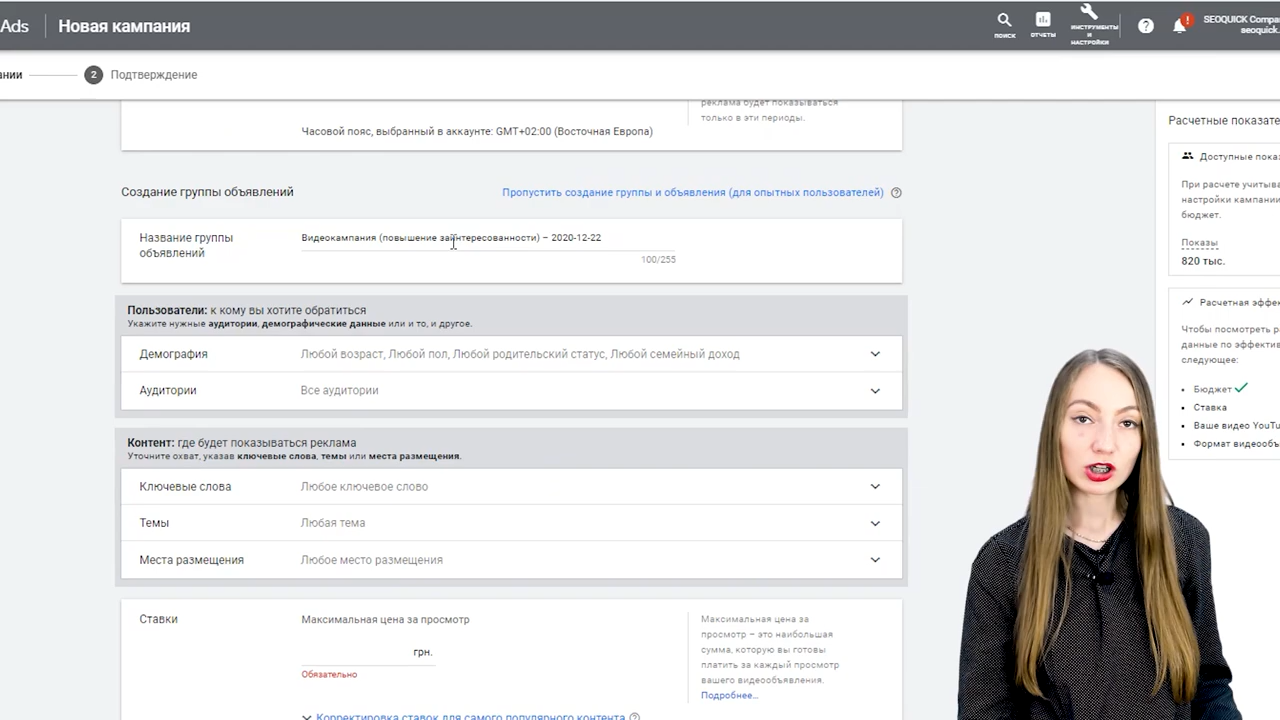 Ads
Новая кампания
ПОИСК
ОТЧЕТЫ
ИНСТРУМЕНТЫ
И
НАСТРОЙКИ
SEOQUICK Compa
seoquick.
нии
2
Подтверждение
реклама будет показываться
только в эти периоды.
Часовой пояс, выбранный в аккаунте: GMT+02:00 (Восточная Европа)
Создание группы объявлений
Пропустить создание группы и объявления (для опытных пользователей)
Название группы
объявлений
Видеокампания (повышение заинтересованности) – 2020-12-22
100/255
Пользователи: к кому вы хотите обратиться
Укажите нужные аудитории, демографические данные или и то, и другое.
Демография
Любой возраст, Любой пол, Любой родительский статус, Любой семейный доход
Аудитории
Все аудитории
Контент: где будет показываться реклама
Уточните охват, указав ключевые слова, темы или места размещения.
Ключевые слова
Любое ключевое слово
Темы
Любая тема
Места размещения
Любое место размещения
Ставки
Максимальная цена за просмотр
грн.
Обязательно
Максимальная цена за
просмотр – это наибольшая
сумма, которую вы готовы
платить за каждый просмотр
вашего видеообъявления.
Подробнее...
Корректировка ставок для самого популярного контента
Расчетные показате
Доступные показ
При расчете учитыва
настройки кампании
бюджет.
Показы
820 тыс.
Расчетная эффек
Чтобы посмотреть р
данные по эффектив
следующее:
Бюджет
Ставка
Ваше видео YouTu
Формат видеообъ